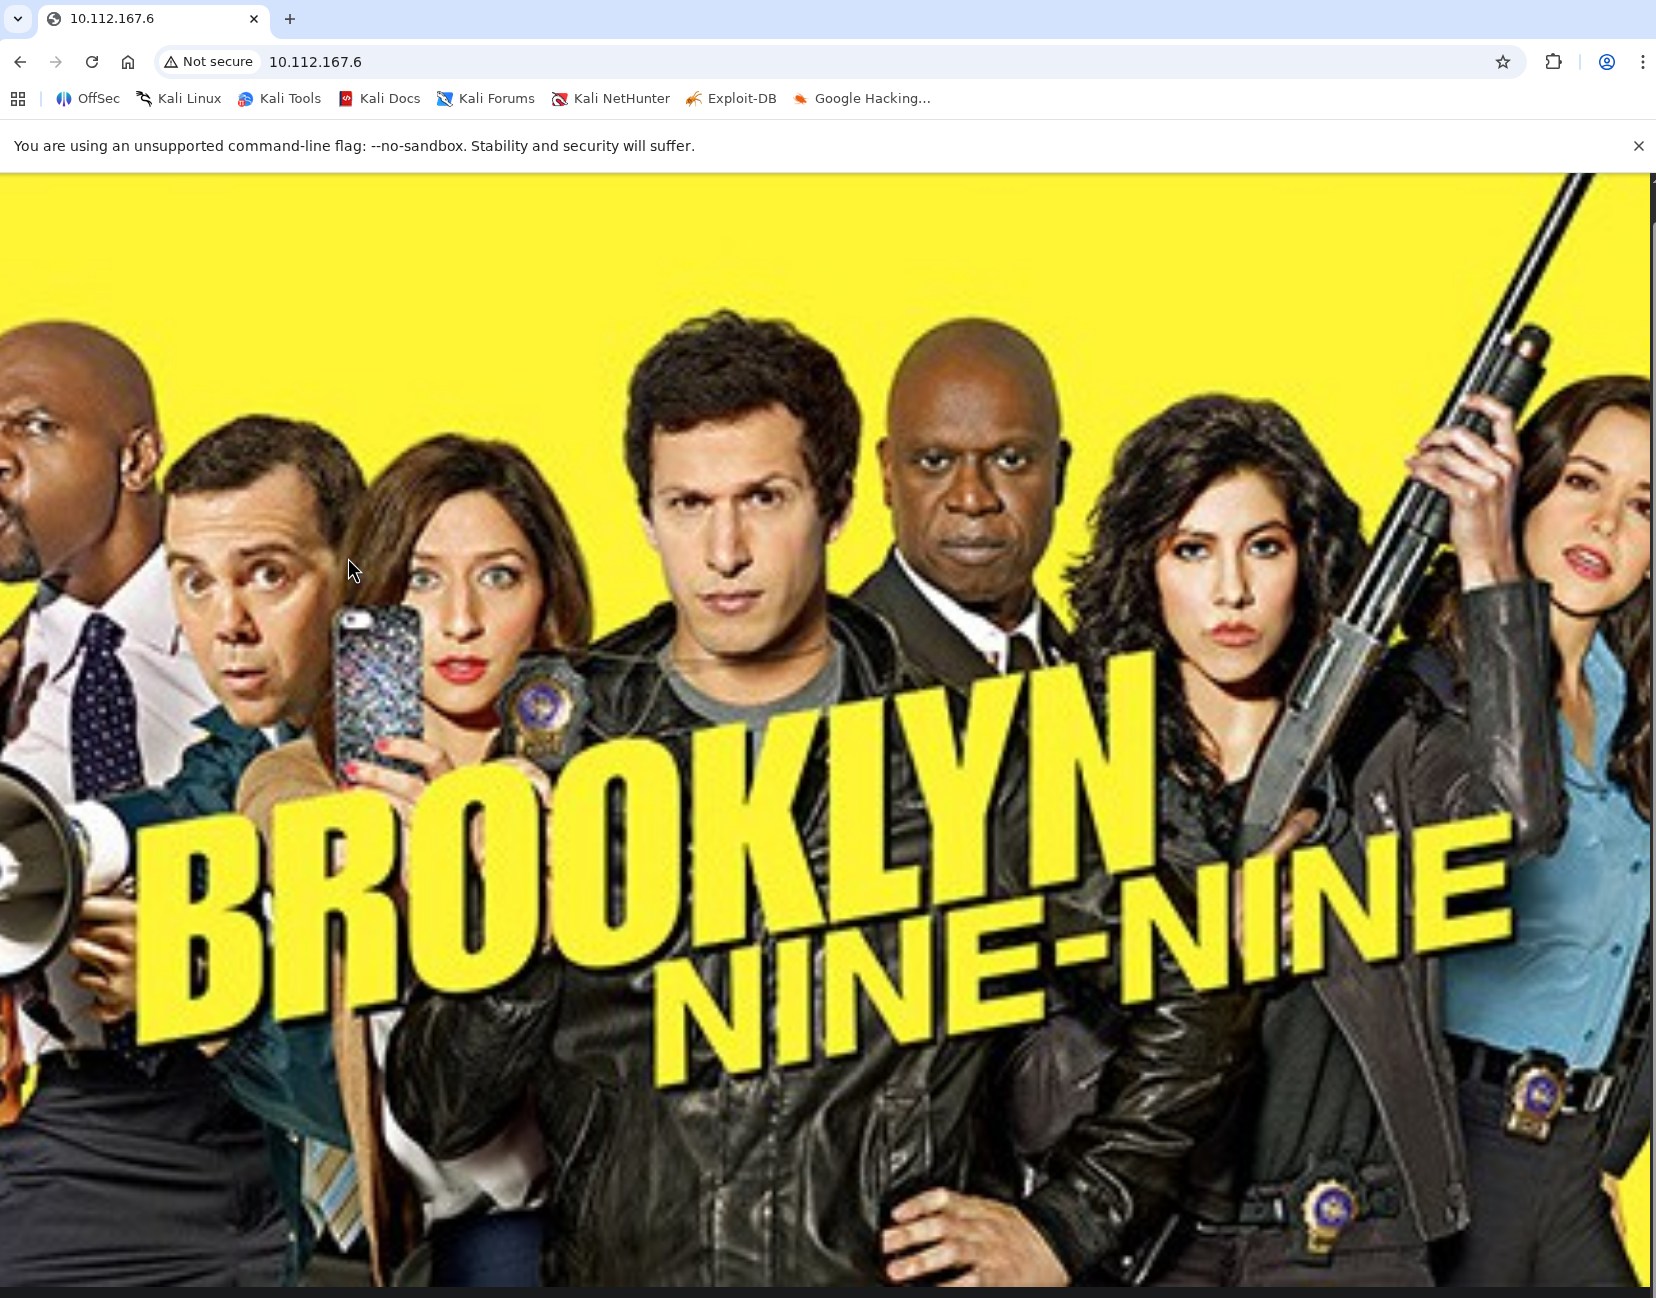 10.112.167.6
Not secure 10.112.167.6
OffSec Kali Linux Kali Tools Kali Docs Kali Forums Kali NetHunter Exploit-DB Google Hacking...
You are using an unsupported command-line flag: --no-sandbox. Stability and security will suffer.
BROOKLYN
NINE-NINE